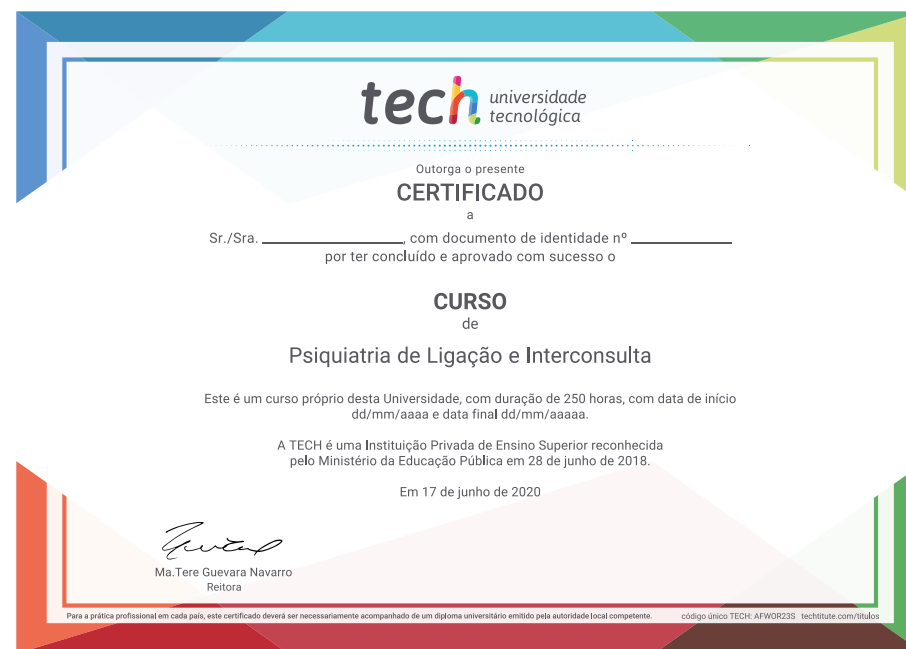 tech universidade
tecnológica
Outorga o presente
CERTIFICADO
a
Sr./Sra. ________________, com documento de identidade nº ____________
por ter concluído e aprovado com sucesso o
CURSO
de
Psiquiatria de Ligação e Interconsulta
Este é um curso próprio desta Universidade, com duração de 250 horas, com data de início
dd/mm/aaaa e data final dd/mm/aaaaa.
A TECH é uma Instituição Privada de Ensino Superior reconhecida
pelo Ministério da Educação Pública em 28 de junho de 2018.
Em 17 de junho de 2020
Ma.Tere Guevara Navarro
Reitora
Para a prática profissional em cada país, este certificado deverá ser necessariamente acompanhado de um diploma universitário emitido pela autoridade local competente. código único TECH: AFWOR23S techtitute.com/titulos